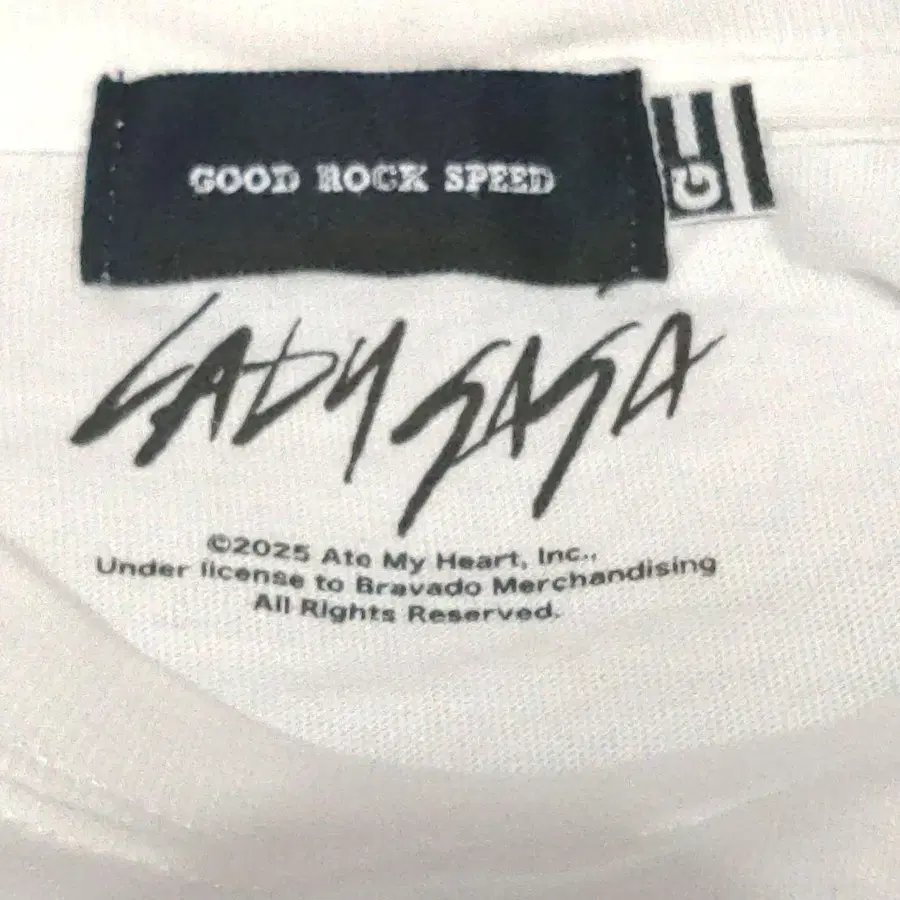 GOOD ROCK SPEED
G
LADY GAGA
©2025 Ate My Heart, Inc.,
Under license to Bravado Merchandising
All Rights Reserved.